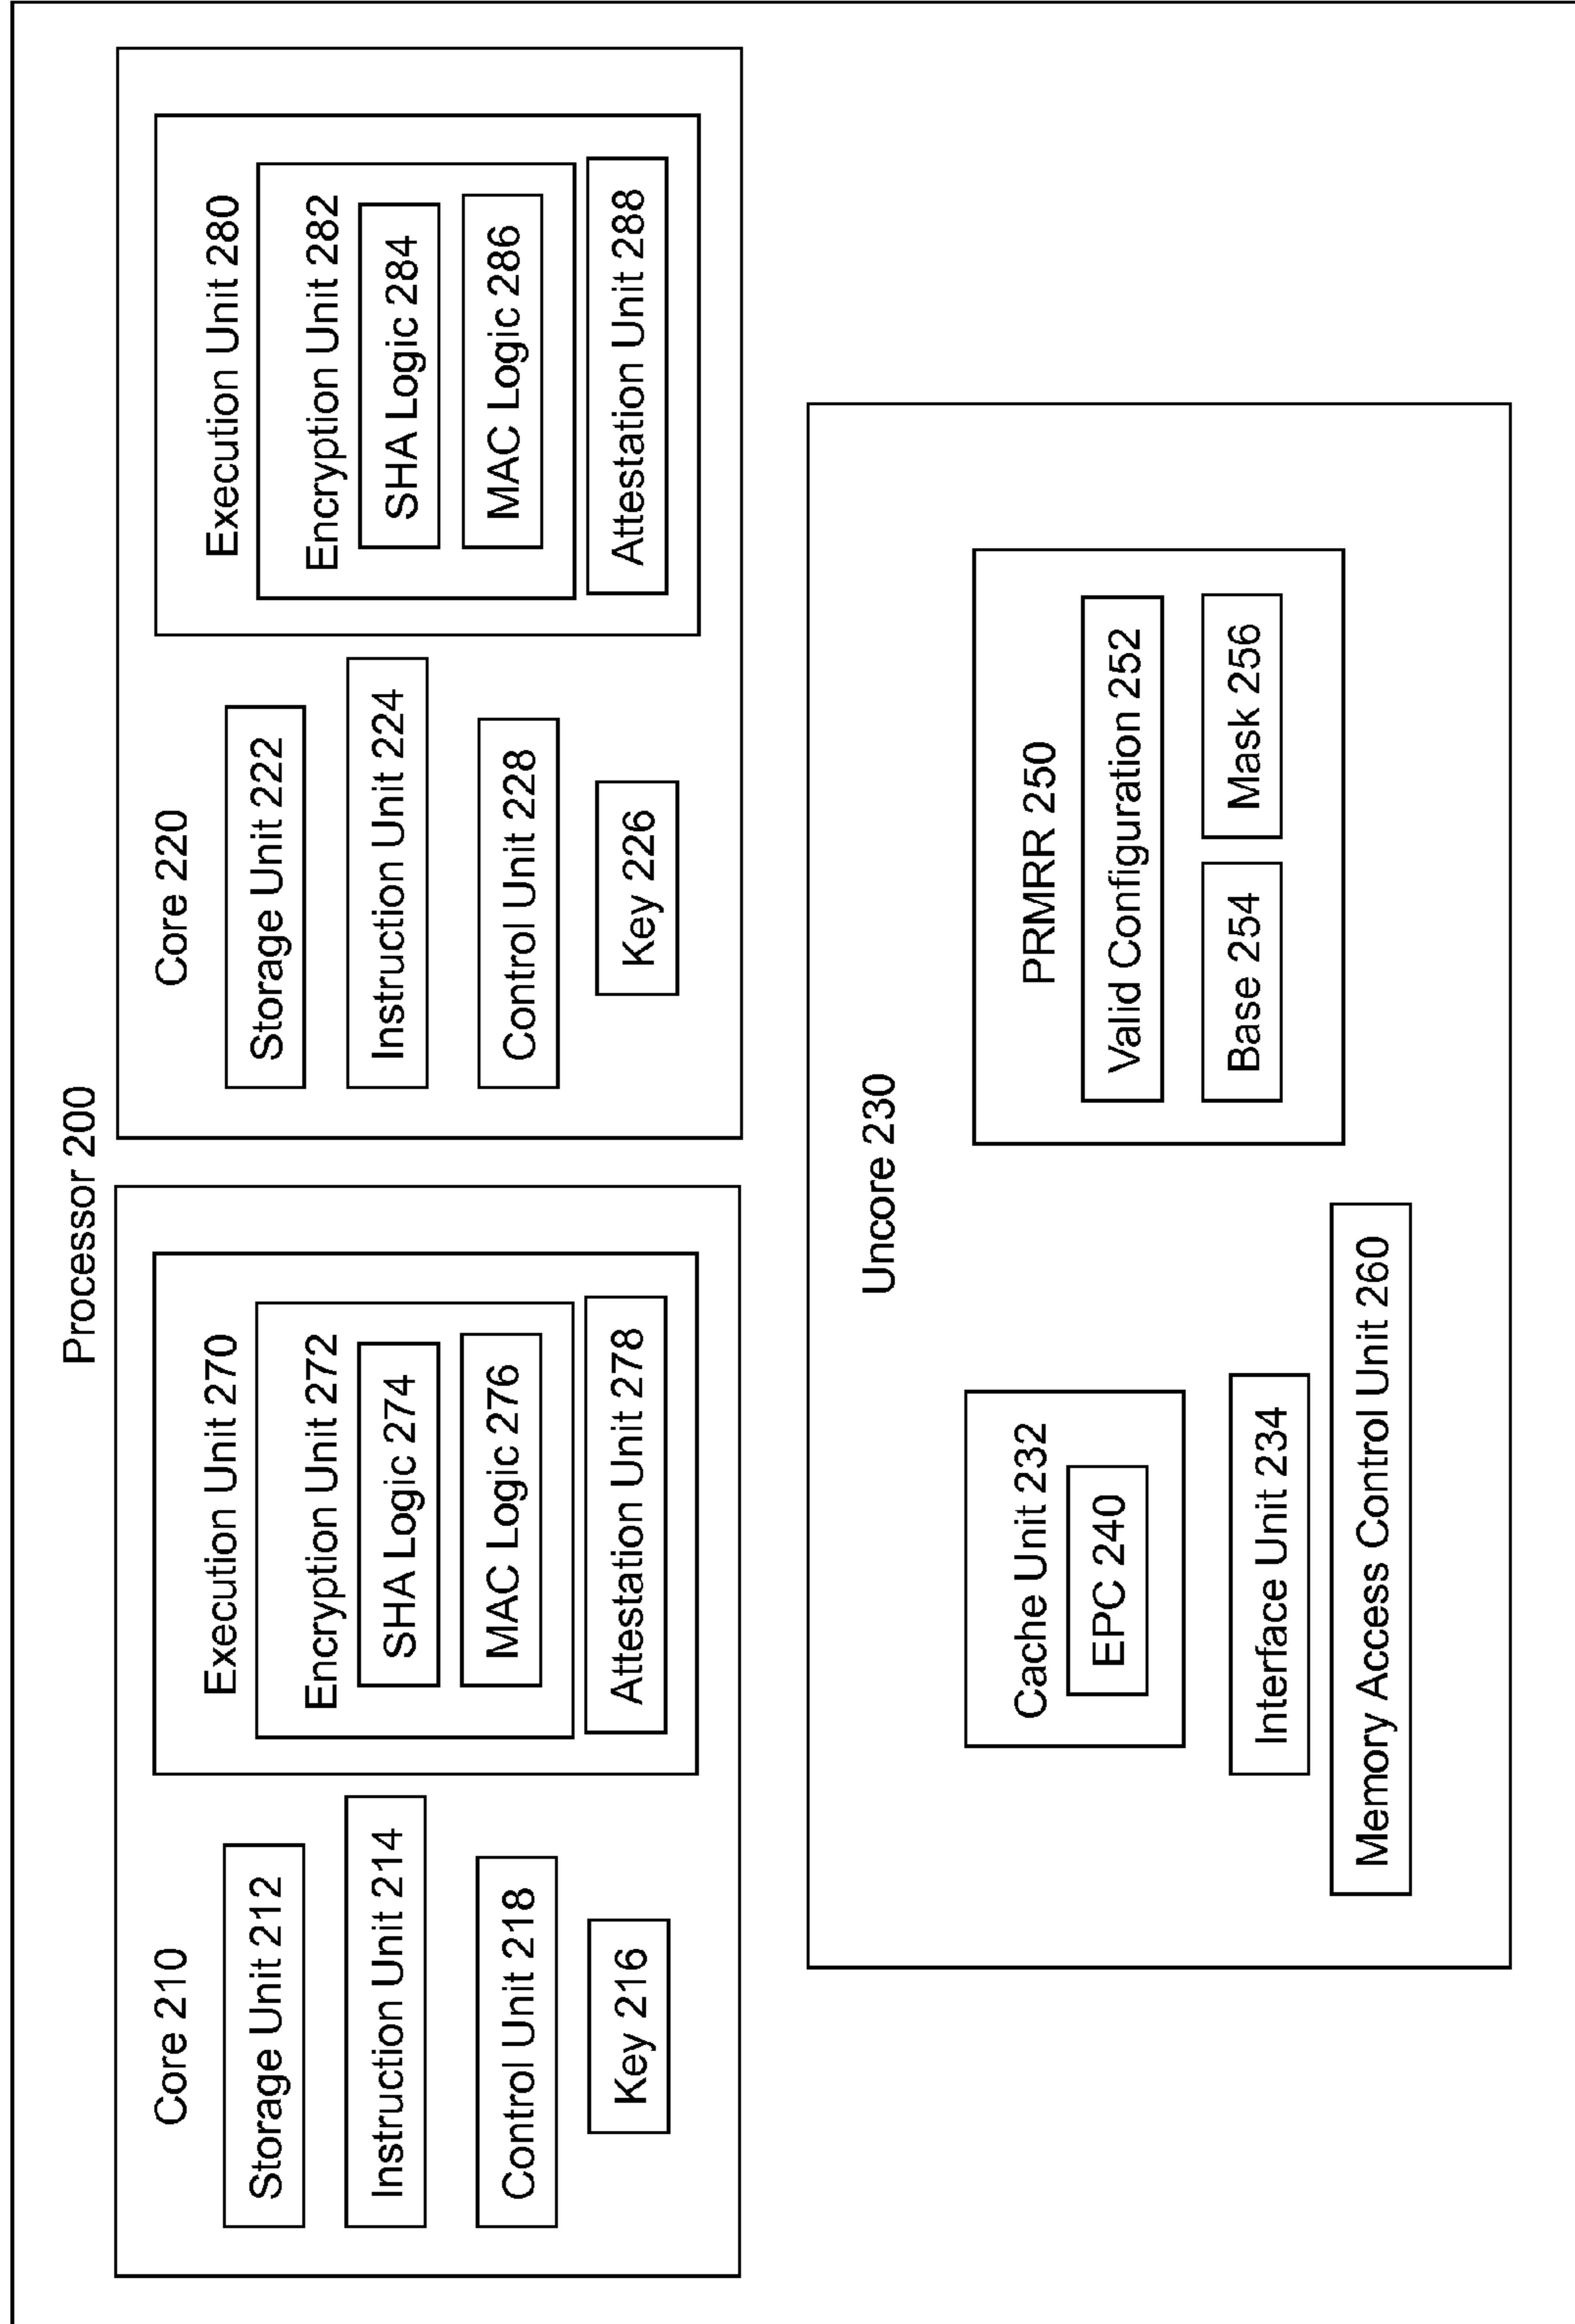 Processor 200
Core 210
Storage Unit 212
Instruction Unit 214
Control Unit 218
Key 216
Execution Unit 270
Encryption Unit 272
SHA Logic 274
MAC Logic 276
Attestation Unit 278
Core 220
Storage Unit 222
Instruction Unit 224
Control Unit 228
Key 226
Execution Unit 280
Encryption Unit 282
SHA Logic 284
MAC Logic 286
Attestation Unit 288
Uncore 230
Cache Unit 232
EPC 240
Interface Unit 234
Memory Access Control Unit 260
PRMRR 250
Valid Configuration 252
Base 254
Mask 256